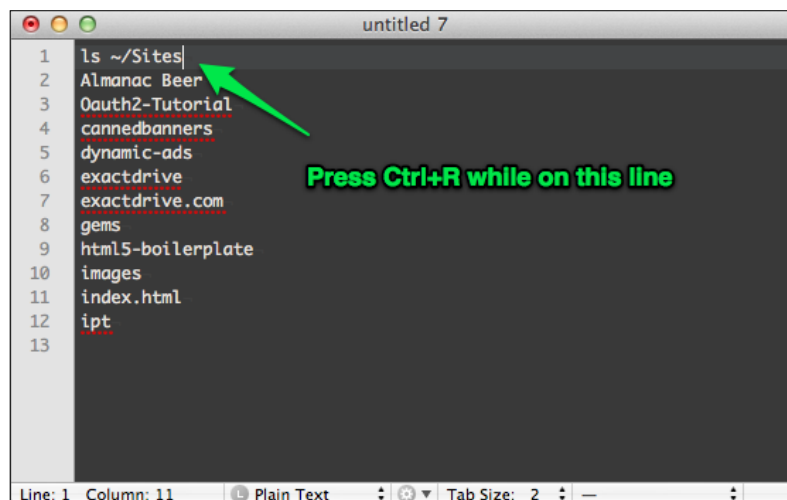 untitled 7
1 ls ~/Sites
2 Almanac Beer
3 Oauth2-Tutorial
4 cannedbanners
5 dynamic-ads
6 exactdrive
7 exactdrive.com
8 gems
9 html5-boilerplate
10 images
11 index.html
12 ipt
13
Press Ctrl+R while on this line
Line: 1 Column: 11 L Plain Text Tab Size: 2 —